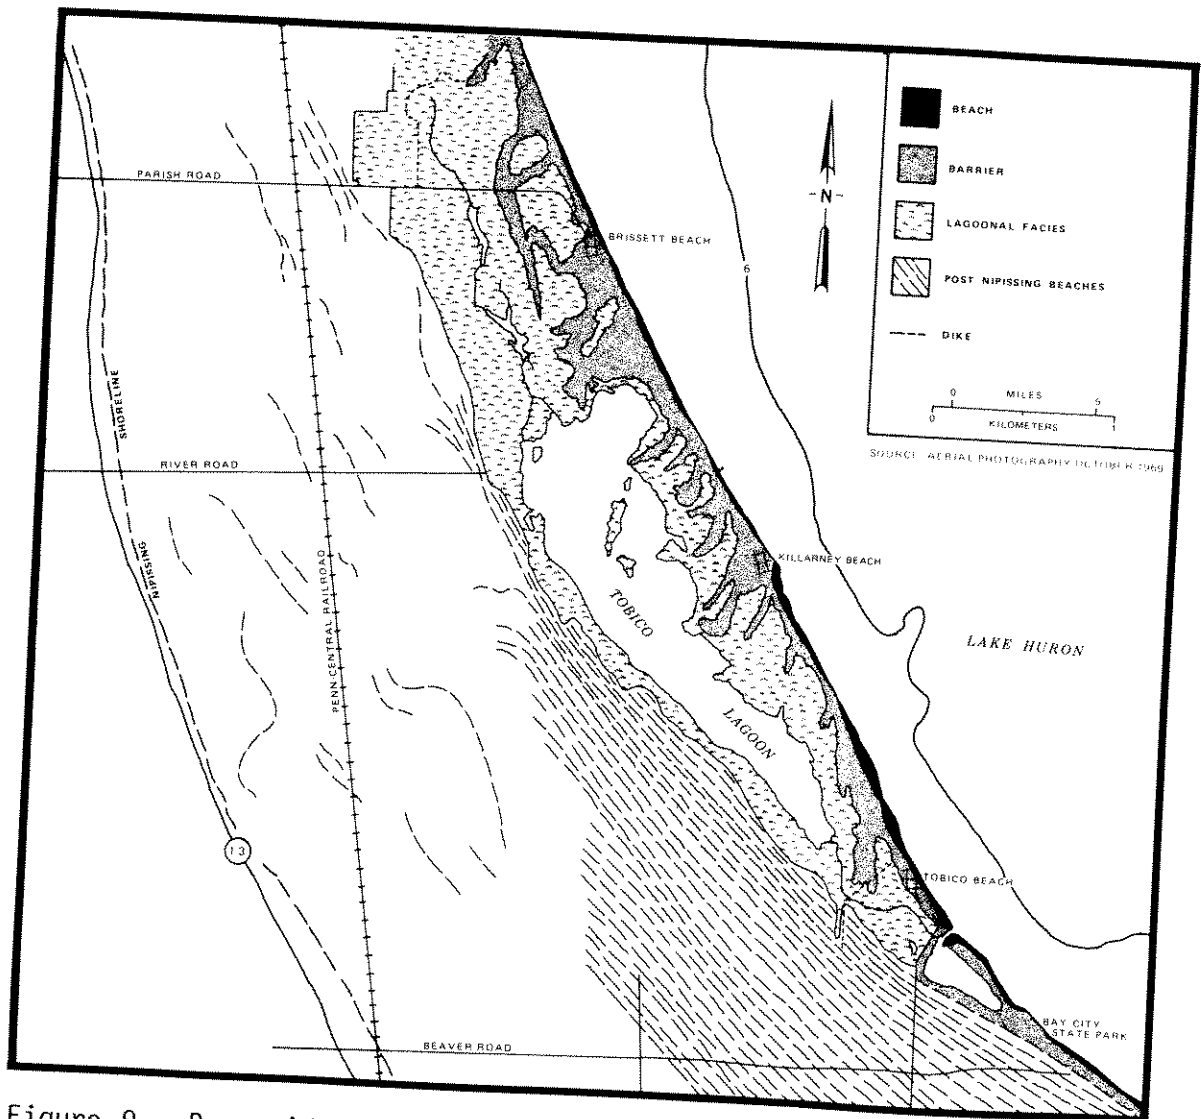 BEACH
BARRIER
LAGOONAL FACIES
POST NIPISSING BEACHES
DIKE
0 MILES 5
0 KILOMETERS 1
SOURCE: AERIAL PHOTOGRAPHY OCTOBER 1969
-N-
PARISH ROAD
BRISSETT BEACH
6
SHORELINE
RIVER ROAD
NIPISSING
PENN-CENTRAL RAILROAD
KILLARNEY BEACH
TOBICO
LAGOON
LAKE HURON
13
TOBICO BEACH
BAY CITY
STATE PARK
BEAVER ROAD
Figure 9